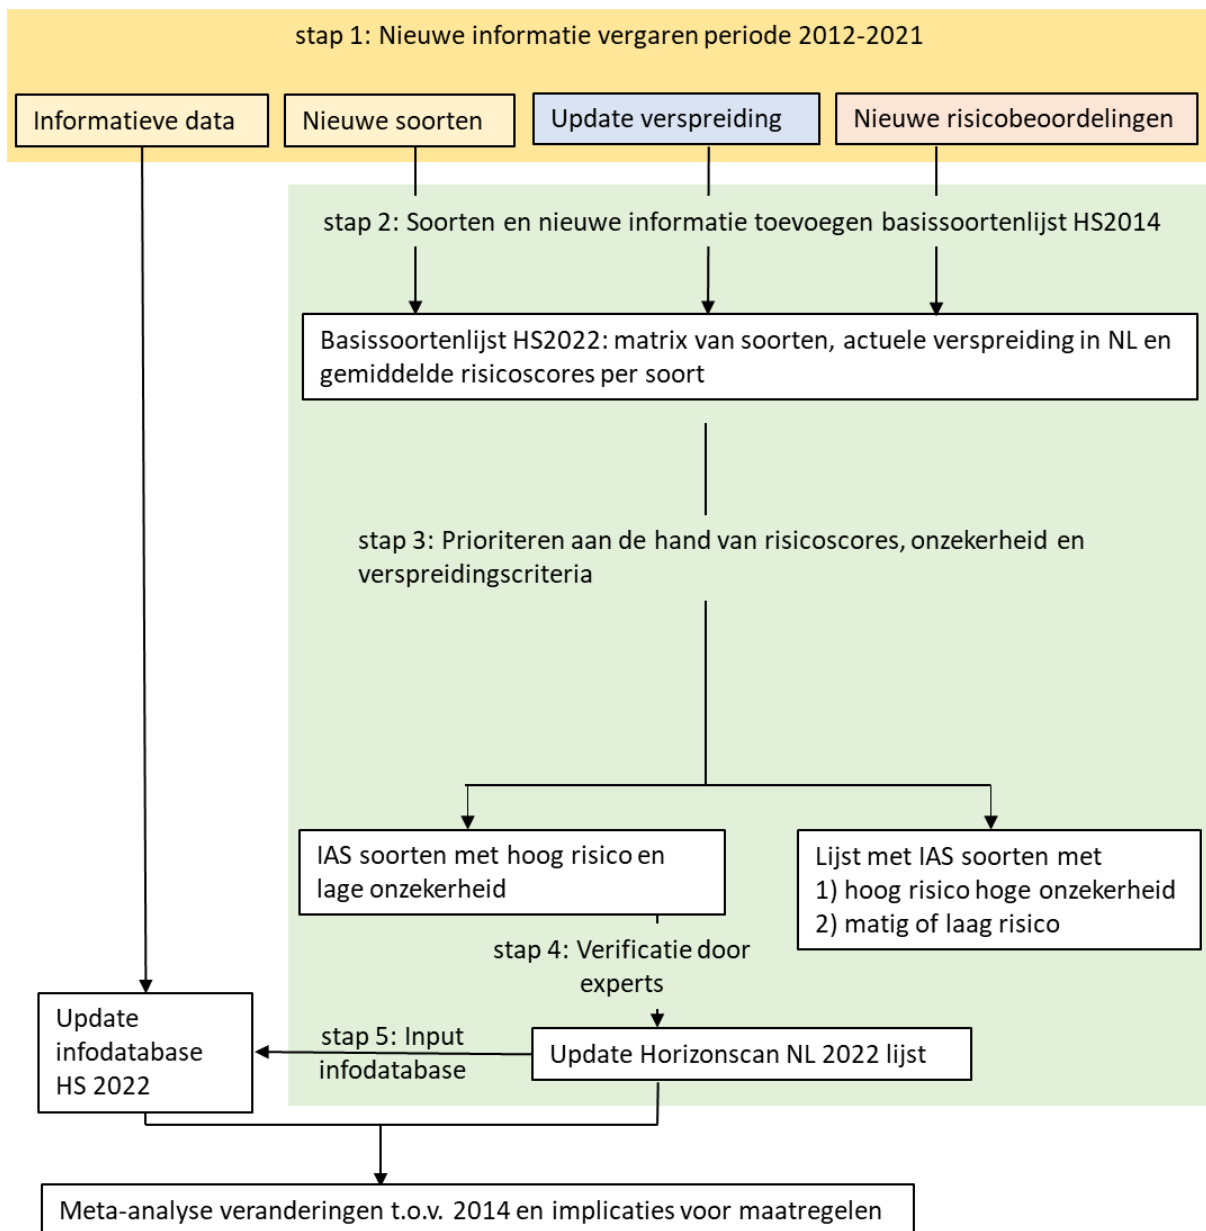 stap 1: Nieuwe informatie vergaren periode 2012-2021
Informatieve data
Nieuwe soorten
Update verspreiding
Nieuwe risicobeoordelingen
stap 2: Soorten en nieuwe informatie toevoegen basissoortenlijst HS2014
Basissoortenlijst HS2022: matrix van soorten, actuele verspreiding in NL en
gemiddelde risicoscores per soort
stap 3: Prioriteren aan de hand van risicoscores, onzekerheid en
verspreidingscriteria
IAS soorten met hoog risico en
lage onzekerheid
Lijst met IAS soorten met
1) hoog risico hoge onzekerheid
2) matig of laag risico
stap 4: Verificatie door
experts
Update
infodatabase
HS 2022
stap 5: Input
infodatabase
Update Horizonscan NL 2022 lijst
Meta-analyse veranderingen t.o.v. 2014 en implicaties voor maatregelen